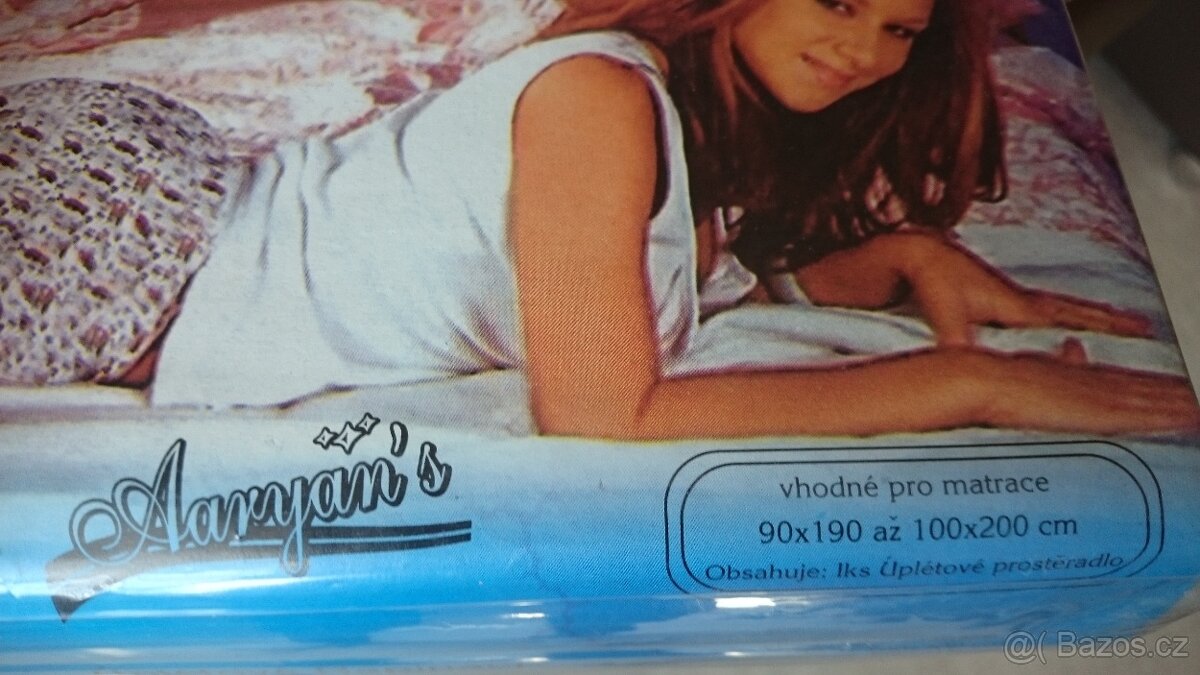 Aaryan's
vhodné pro matrace
90x190 až 100x200 cm
Obsahuje: 1ks Úplétové prostěradlo
@( Bazos.cz